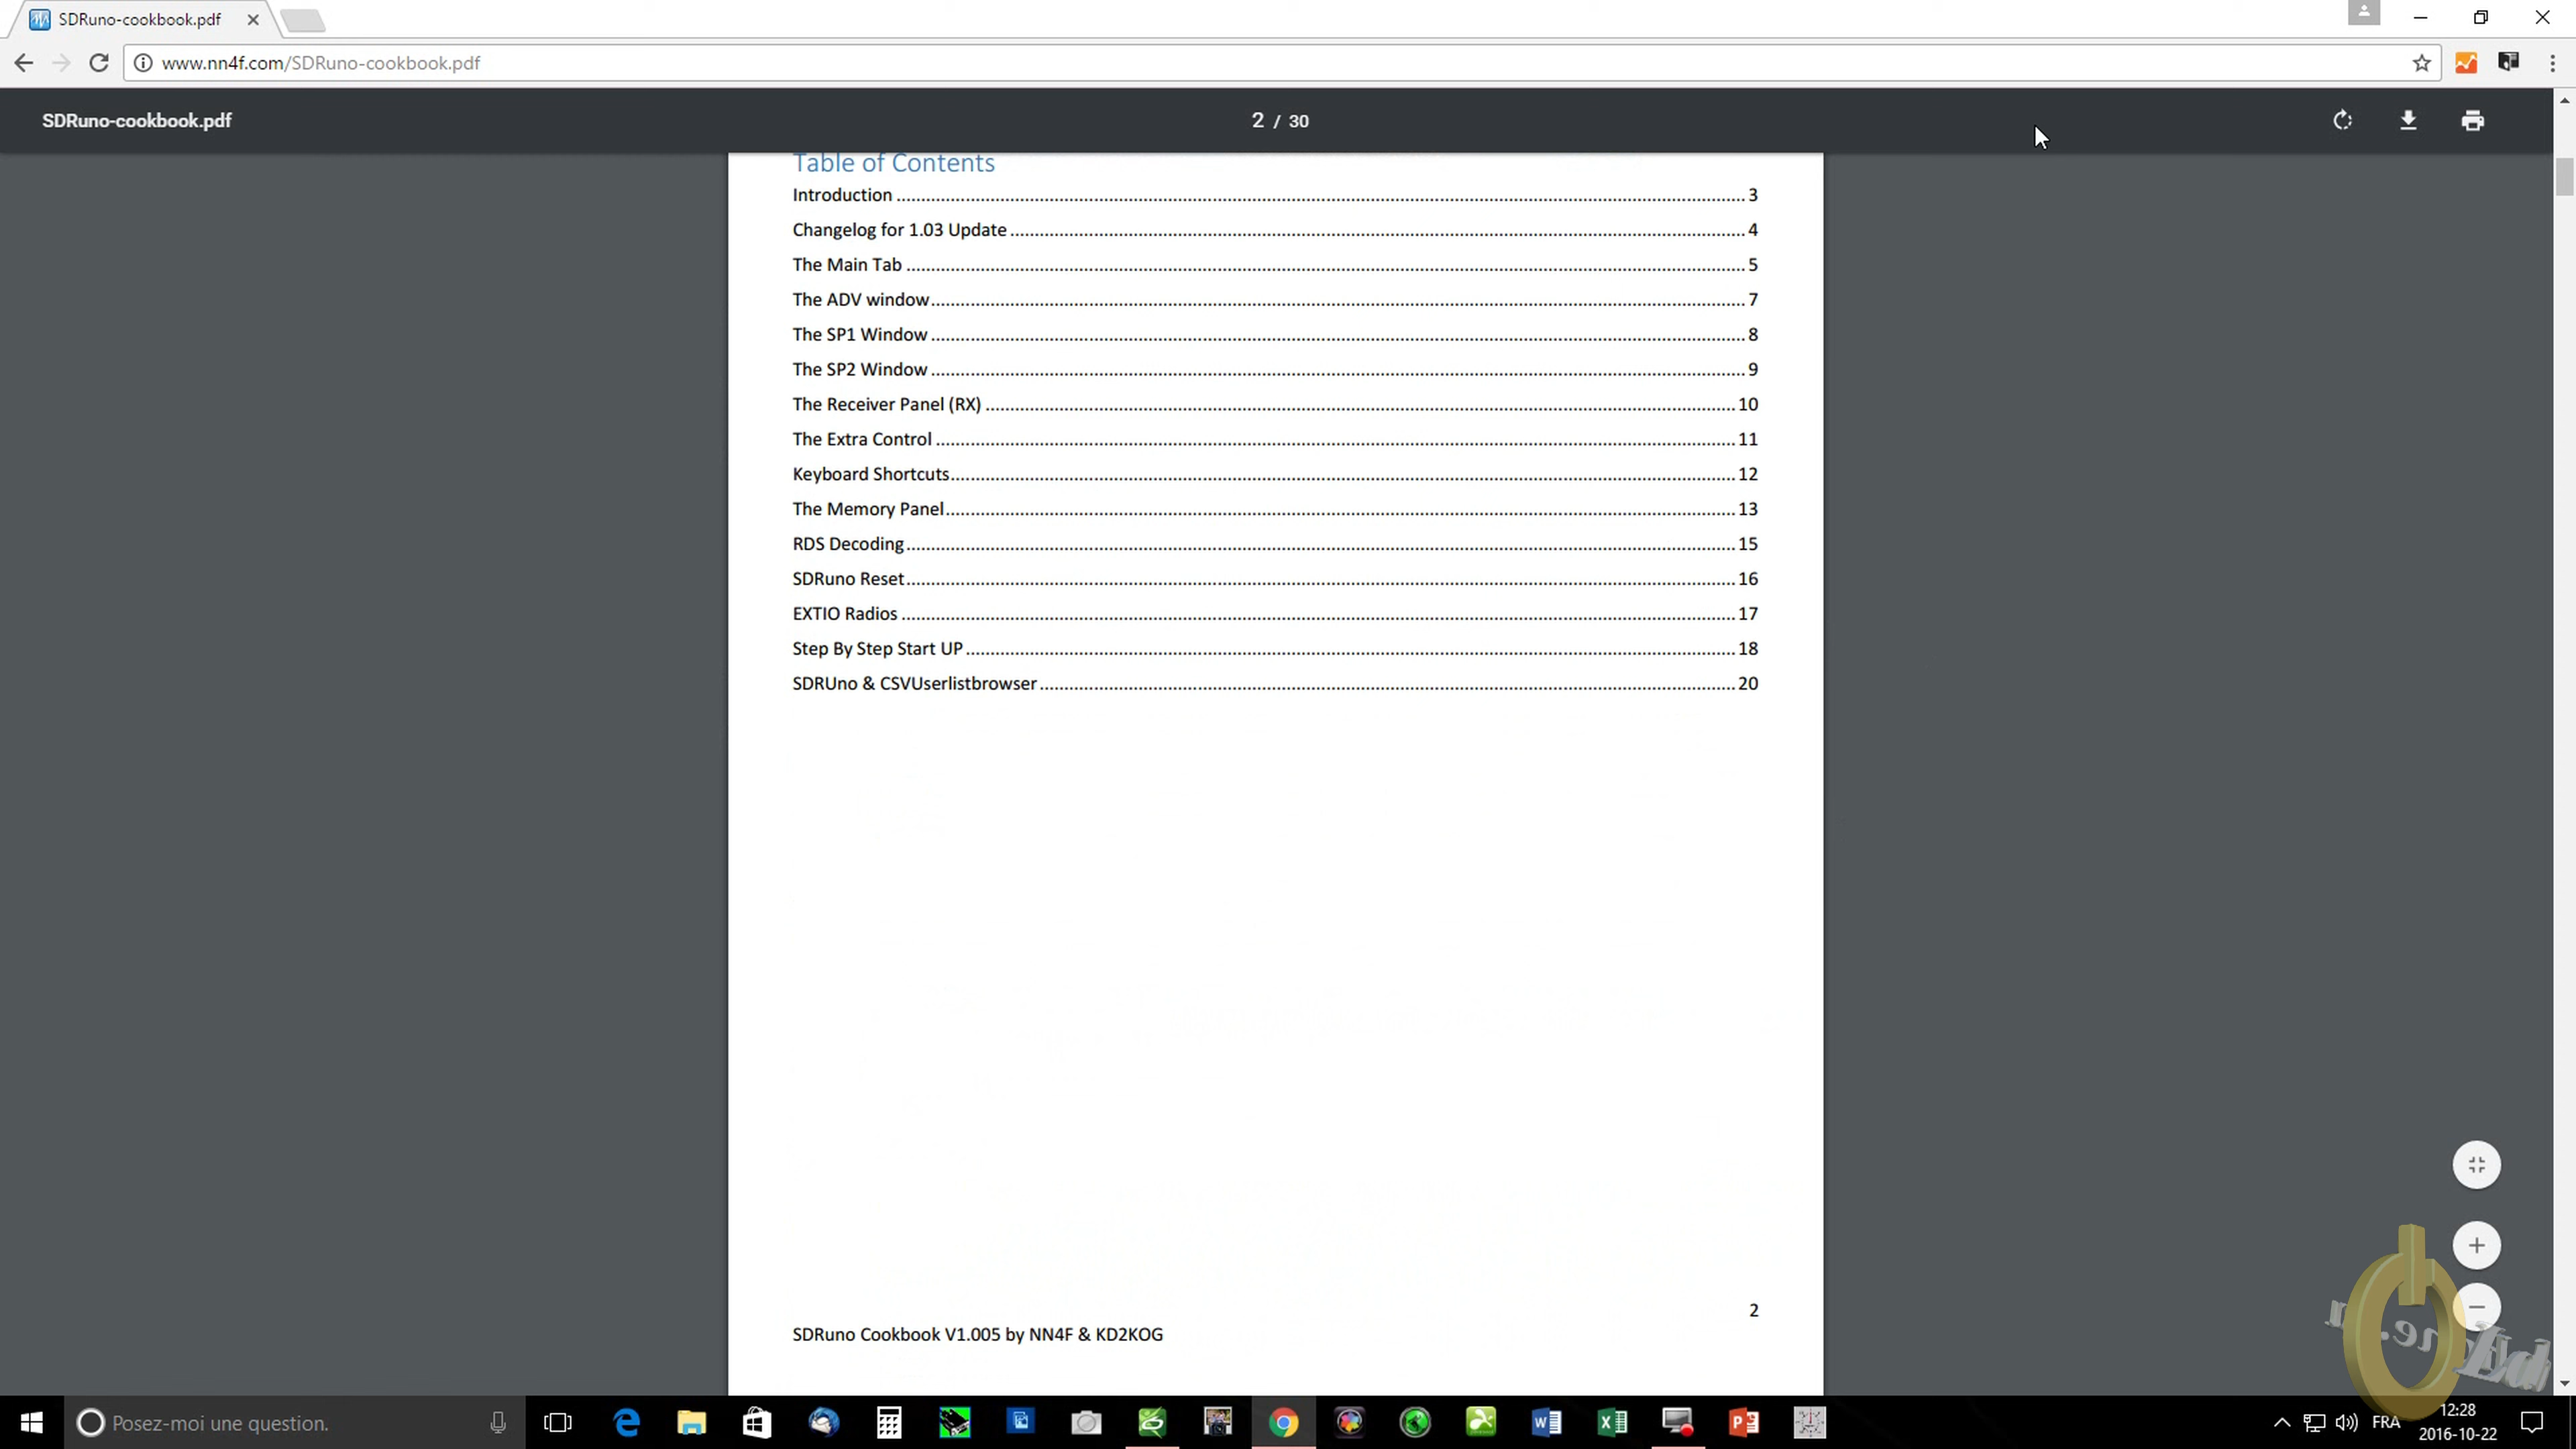 SDRuno-cookbook.pdf
www.nn4f.com/SDRuno-cookbook.pdf
SDRuno-cookbook.pdf 2 / 30
Table of Contents
Introduction 3
Changelog for 1.03 Update 4
The Main Tab 5
The ADV window 7
The SP1 Window 8
The SP2 Window 9
The Receiver Panel (RX) 10
The Extra Control 11
Keyboard Shortcuts 12
The Memory Panel 13
RDS Decoding 15
SDRuno Reset 16
EXTIO Radios 17
Step By Step Start UP 18
SDRUno & CSVUserlistbrowser 20
2
SDRuno Cookbook V1.005 by NN4F & KD2KOG
Posez-moi une question.
FRA
12:28
2016-10-22